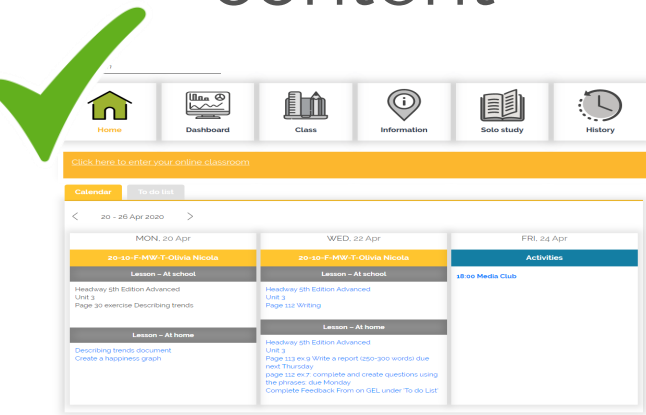 content
Home
Dashboard
Class
Information
Solo study
History
Click here to enter your online classroom
Calendar
To do list
< 20 - 26 Apr 2020 >
MON, 20 Apr
20-10-F-MW-T-Olivia Nicola
Lesson – At school
Headway 5th Edition Advanced
Unit 3
Page 30 exercise Describing trends
Lesson – At home
Describing trends document
Create a happiness graph
WED, 22 Apr
20-10-F-MW-T-Olivia Nicola
Lesson – At school
Headway 5th Edition Advanced
Unit 3
Page 112 Writing
Lesson – At home
Headway 5th Edition Advanced
Unit 3
Page 113 ex.9 Write a report (250-300 words) due
next Thursday
page 112 ex.7: complete and create questions using
the phrases: due Monday
Complete Feedback From on GEL under 'To do List'
FRI, 24 Apr
Activities
18:00 Media Club